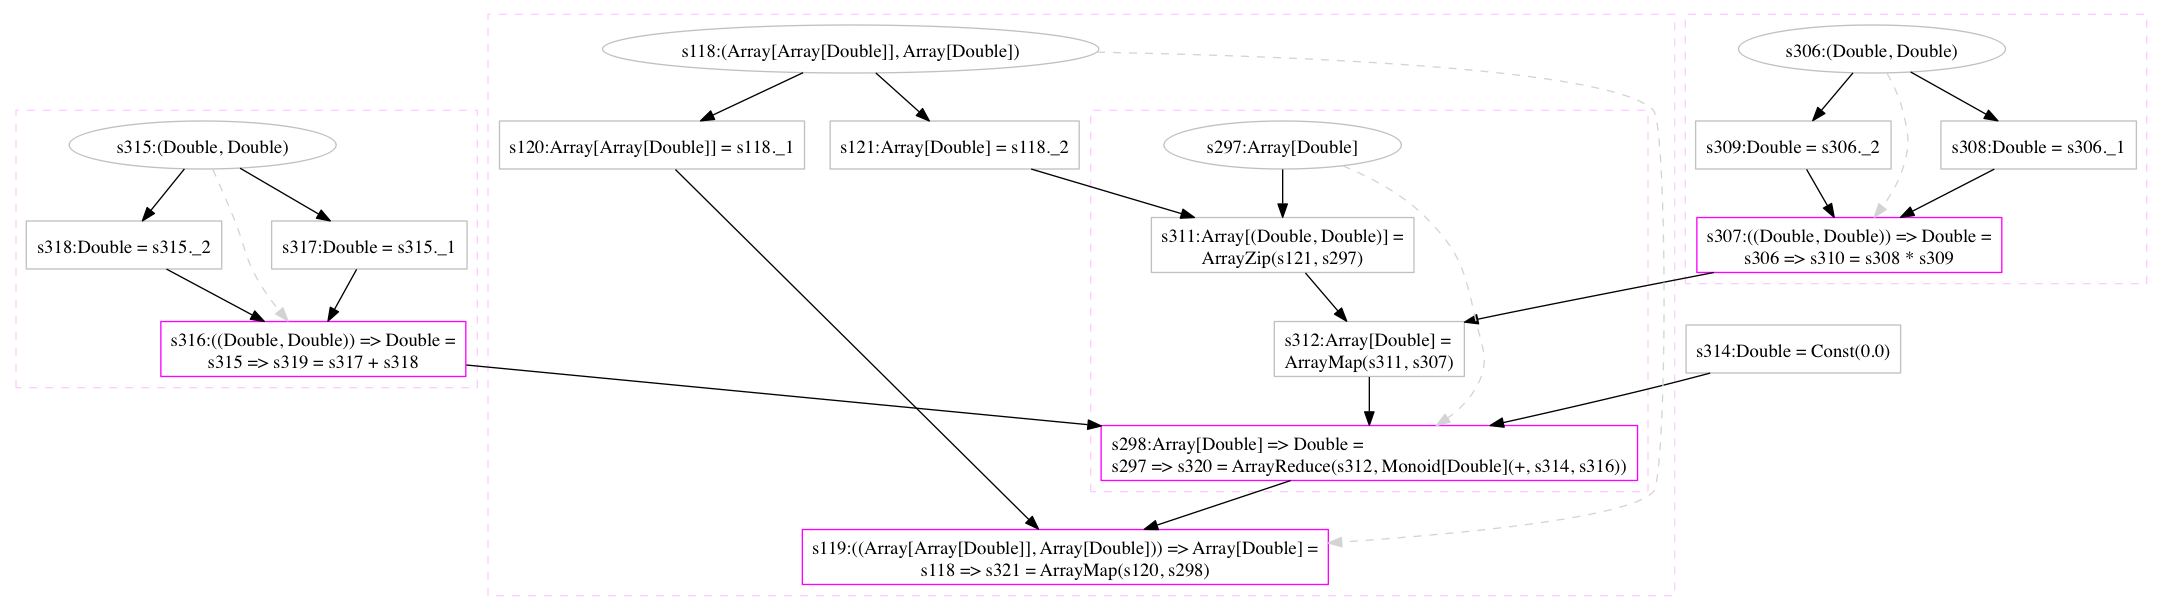 s118:(Array[Array[Double]], Array[Double])
s306:(Double, Double)
s315:(Double, Double)
s120:Array[Array[Double]] = s118._1
s121:Array[Double] = s118._2
s297:Array[Double]
s309:Double = s306._2
s308:Double = s306._1
s318:Double = s315._2
s317:Double = s315._1
s311:Array[(Double, Double)] =
ArrayZip(s121, s297)
s307:((Double, Double)) => Double =
s306 => s310 = s308 * s309
s316:((Double, Double)) => Double =
s315 => s319 = s317 + s318
s312:Array[Double] =
ArrayMap(s311, s307)
s314:Double = Const(0.0)
s298:Array[Double] => Double =
s297 => s320 = ArrayReduce(s312, Monoid[Double](+, s314, s316))
s119:((Array[Array[Double]], Array[Double])) => Array[Double] =
s118 => s321 = ArrayMap(s120, s298)